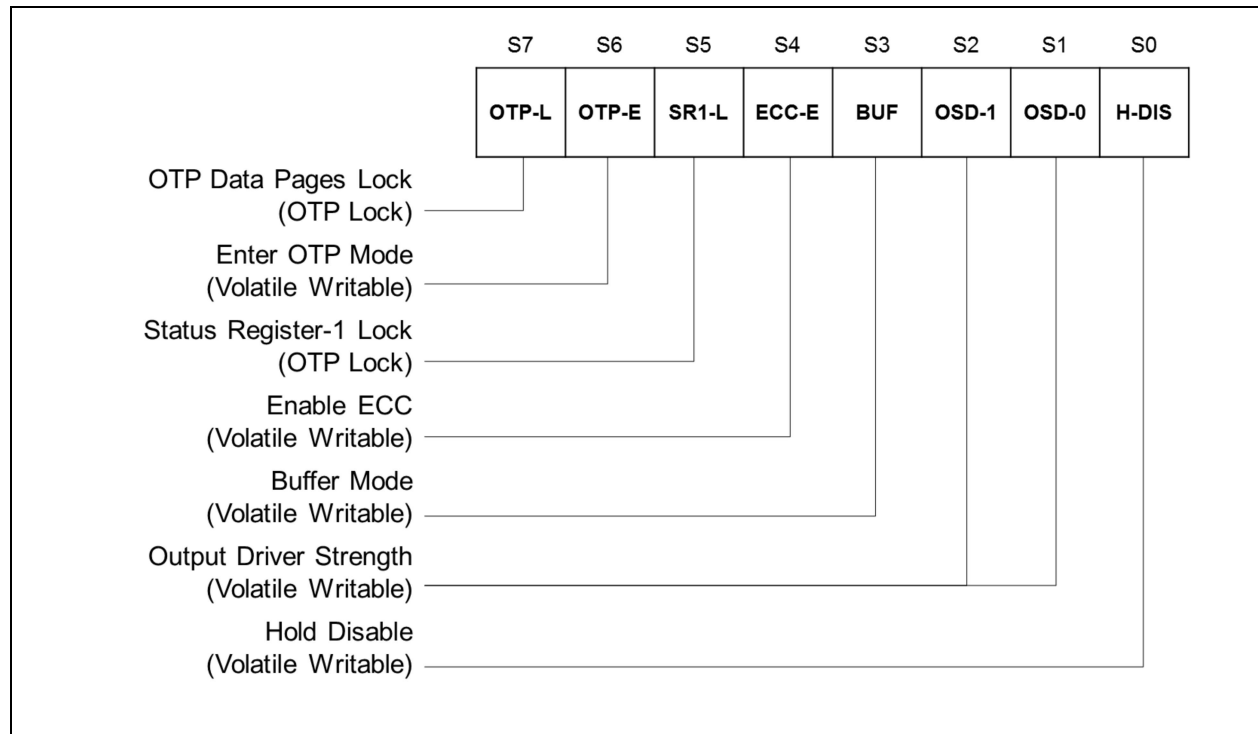 S7 S6 S5 S4 S3 S2 S1 S0
OTP-L OTP-E SR1-L ECC-E BUF OSD-1 OSD-0 H-DIS
OTP Data Pages Lock
(OTP Lock)
Enter OTP Mode
(Volatile Writable)
Status Register-1 Lock
(OTP Lock)
Enable ECC
(Volatile Writable)
Buffer Mode
(Volatile Writable)
Output Driver Strength
(Volatile Writable)
Hold Disable
(Volatile Writable)